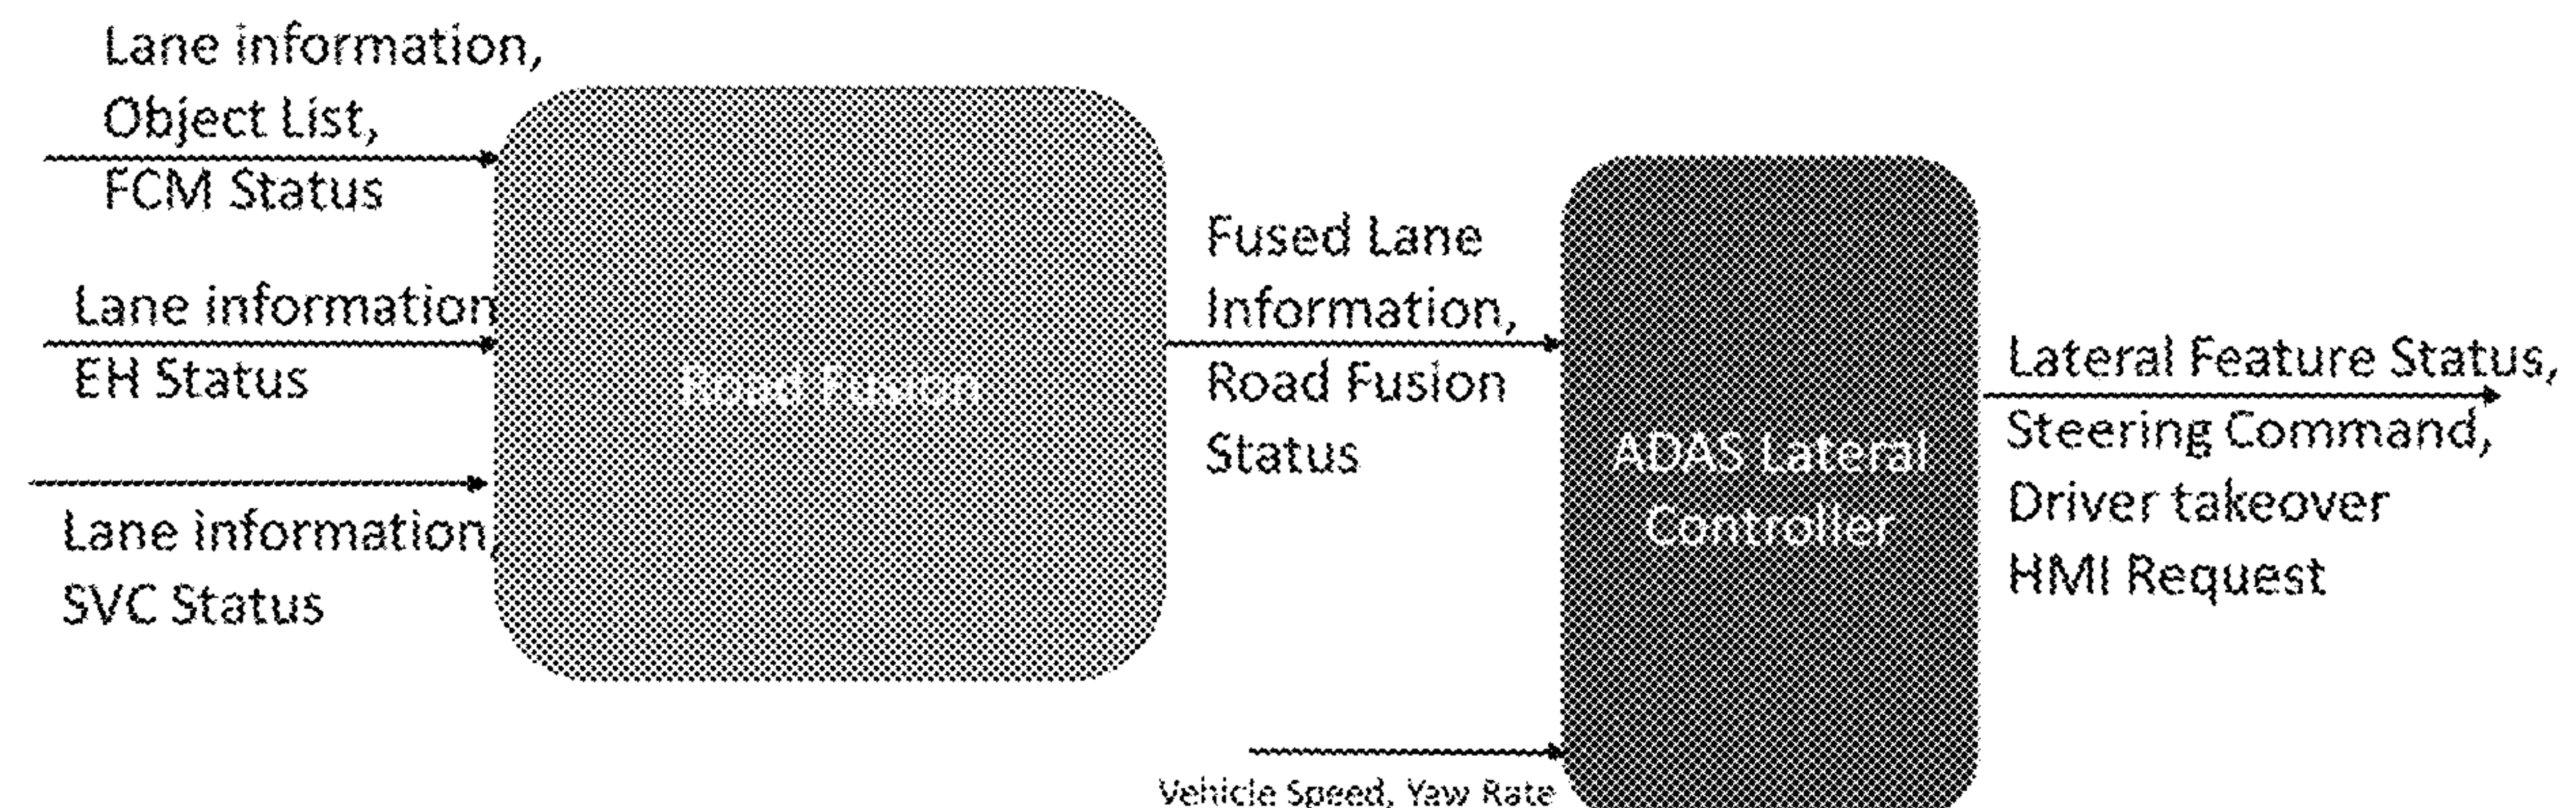 Lane information,
Object List,
FCM Status
Lane information
EH Status
Lane information,
SVC Status
Road Fusion
Fused Lane
Information,
Road Fusion
Status
Vehicle Speed, Yaw Rate
ADAS Lateral
Controller
Lateral Feature Status,
Steering Command,
Driver takeover
HMI Request